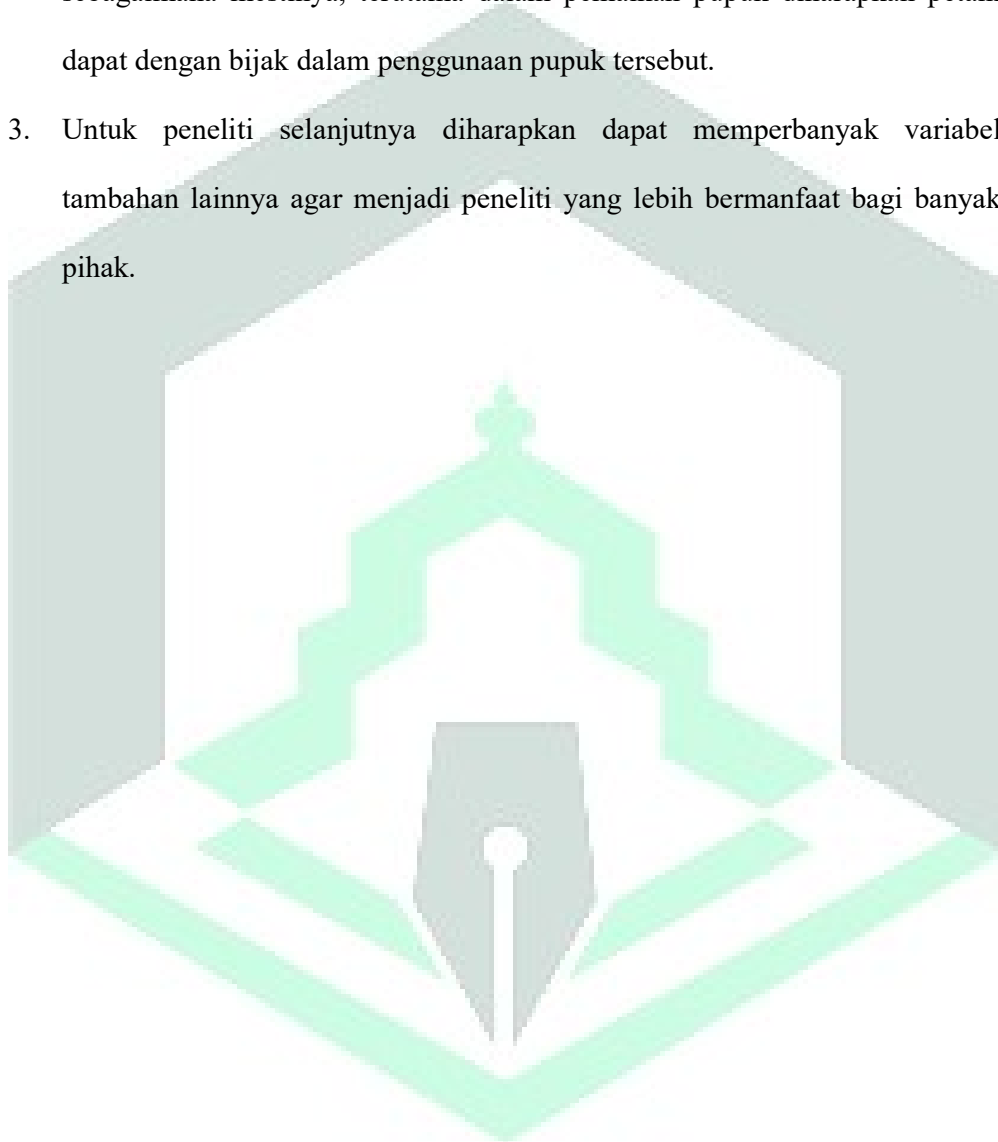 dapat dengan bijak dalam penggunaan pupuk tersebut.
3. Untuk peneliti selanjutnya diharapkan dapat memperbanyak variabel
tambahan lainnya agar menjadi peneliti yang lebih bermanfaat bagi banyak
pihak.